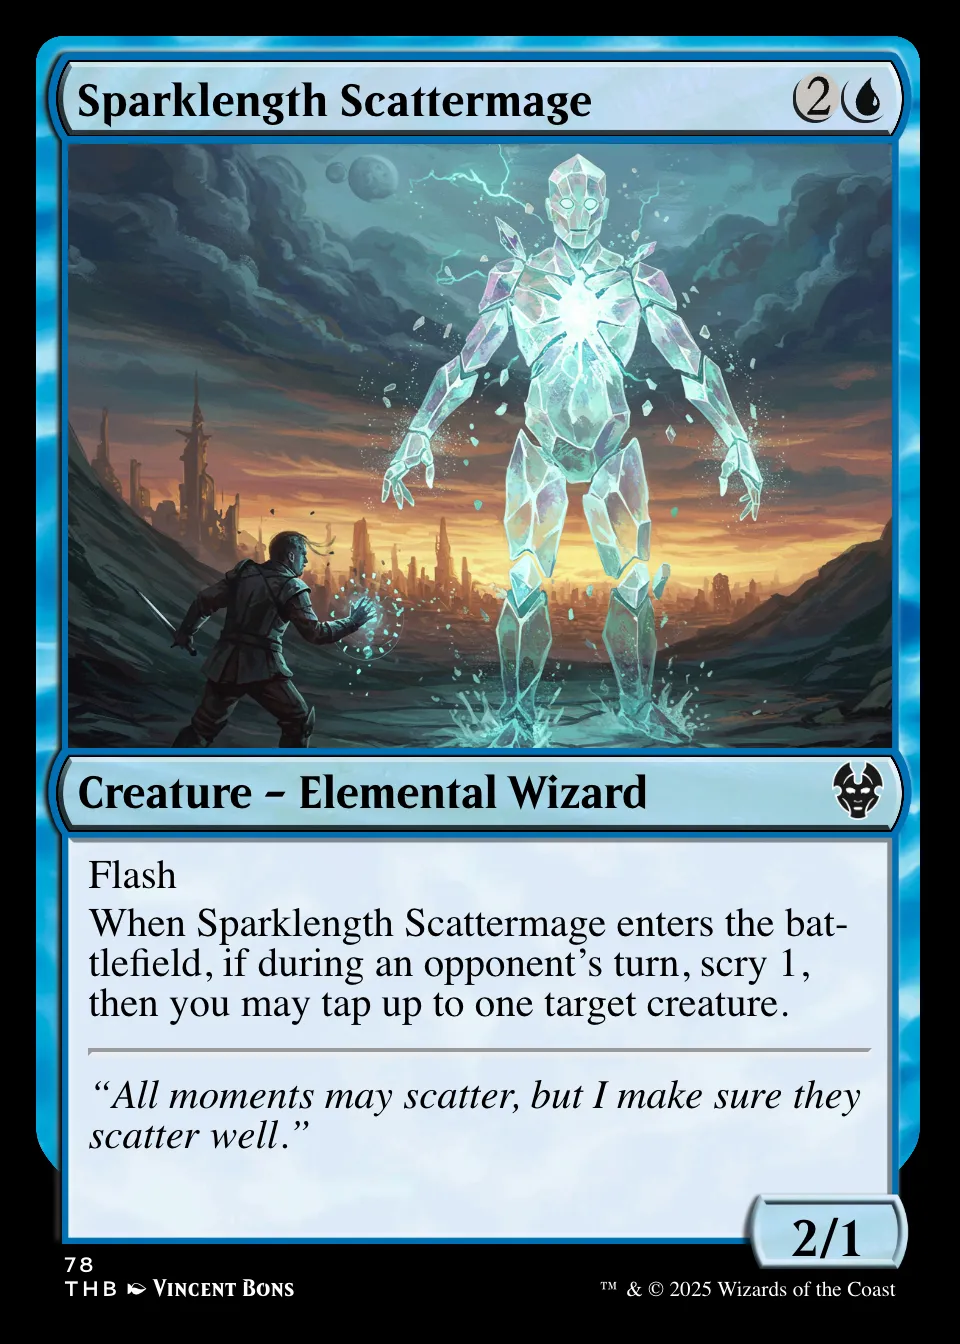 Sparklength Scattermage 2
Creature – Elemental Wizard
Flash
When Sparklength Scattermage enters the bat-
tlefield, if during an opponent's turn, scry 1,
then you may tap up to one target creature.
“All moments may scatter, but I make sure they
scatter well.”
2/1
78
THB Vincent Bons
™ & © 2025 Wizards of the Coast